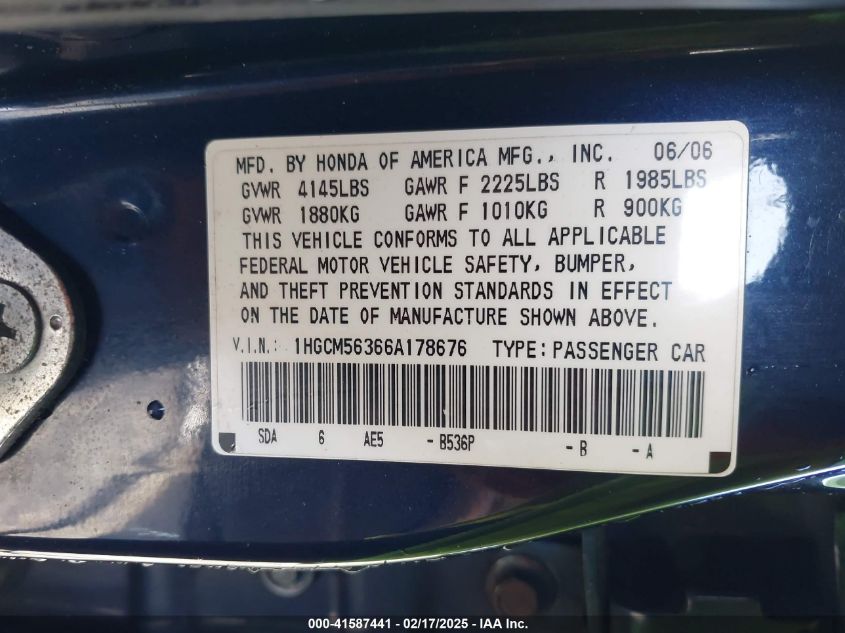 MFD. BY HONDA OF AMERICA MFG., INC. 06/06
GVWR 4145LBS GAWR F 2225LBS R 1985LBS
GVWR 1880KG GAWR F 1010KG R 900KG
THIS VEHICLE CONFORMS TO ALL APPLICABLE
FEDERAL MOTOR VEHICLE SAFETY, BUMPER,
AND THEFT PREVENTION STANDARDS IN EFFECT
ON THE DATE OF MANUFACTURE SHOWN ABOVE.
V.I.N.: 1HGCM56366A178676 TYPE:PASSENGER CAR
SDA 6 AE5 -B536P -B -A
000-41587441 - 02/17/2025 - IAA Inc.